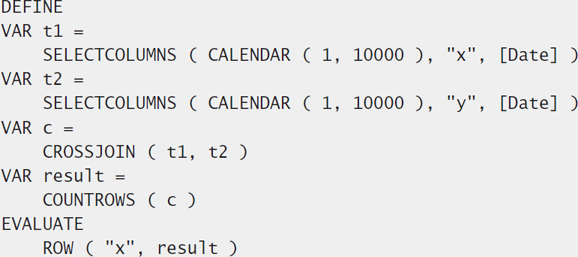 DEFINE
VAR t1 =
    SELECTCOLUMNS ( CALENDAR ( 1, 10000 ), "x", [Date] )
VAR t2 =
    SELECTCOLUMNS ( CALENDAR ( 1, 10000 ), "y", [Date] )
VAR c =
    CROSSJOIN ( t1, t2 )
VAR result =
    COUNTROWS ( c )
EVALUATE
    ROW ( "x", result )